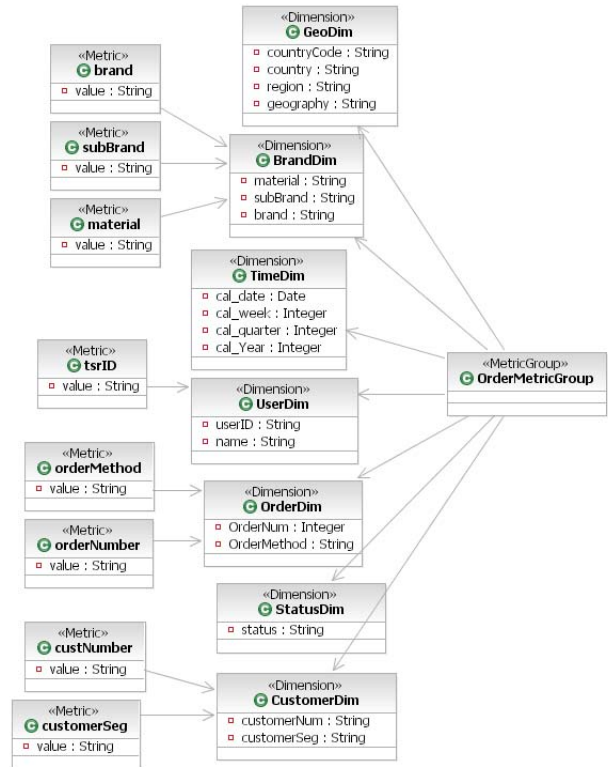 «Dimension»
GeoDim
countryCode : String
country : String
region : String
geography : String
«Metric»
brand
value : String
«Metric»
subBrand
value : String
«Metric»
material
value : String
«Dimension»
BrandDim
material : String
subBrand : String
brand : String
«Dimension»
TimeDim
cal_date : Date
cal_week : Integer
cal_quarter : Integer
cal_Year : Integer
«Metric»
tsrID
value : String
«Dimension»
UserDim
userID : String
name : String
«MetricGroup»
OrderMetricGroup
«Metric»
orderMethod
value : String
«Metric»
orderNumber
value : String
«Dimension»
OrderDim
OrderNum : Integer
OrderMethod : String
«Dimension»
StatusDim
status : String
«Metric»
custNumber
value : String
«Metric»
customerSeg
value : String
«Dimension»
CustomerDim
customerNum : String
customerSeg : String